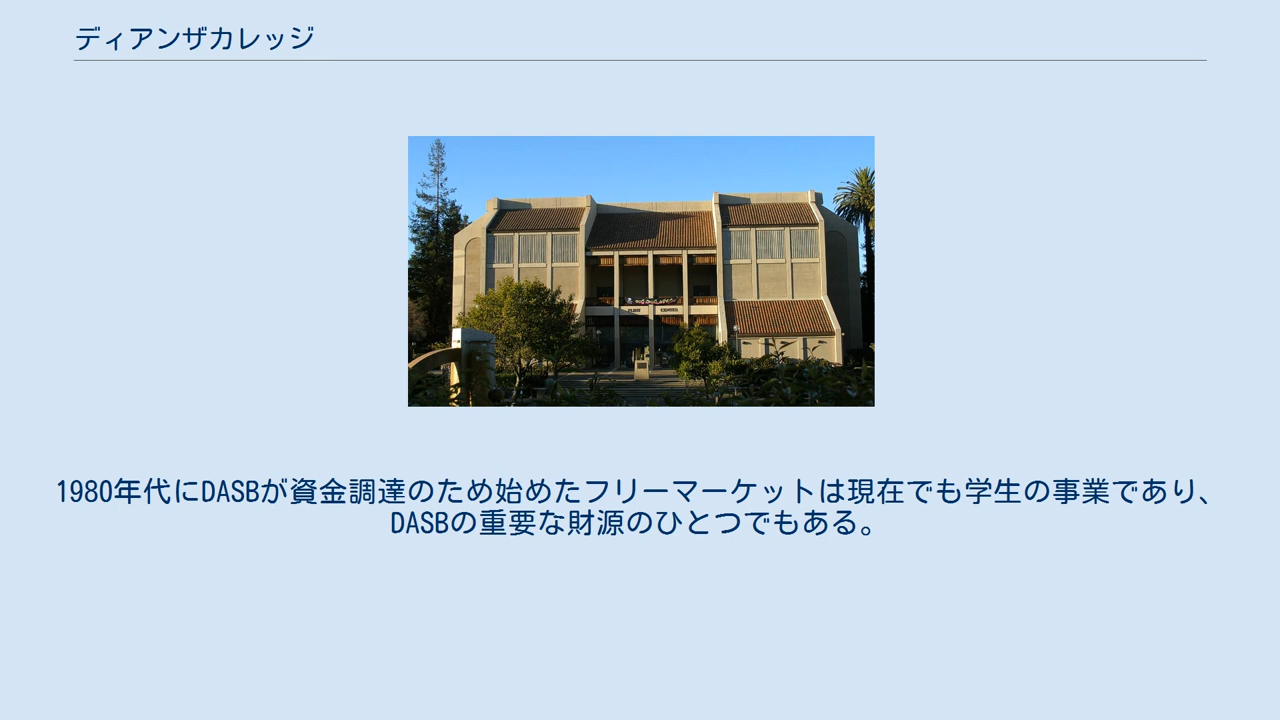 ディアンザカレッジ
1980年代にDASBが資金調達のため始めたフリーマーケットは現在でも学生の事業であり、
DASBの重要な財源のひとつでもある。